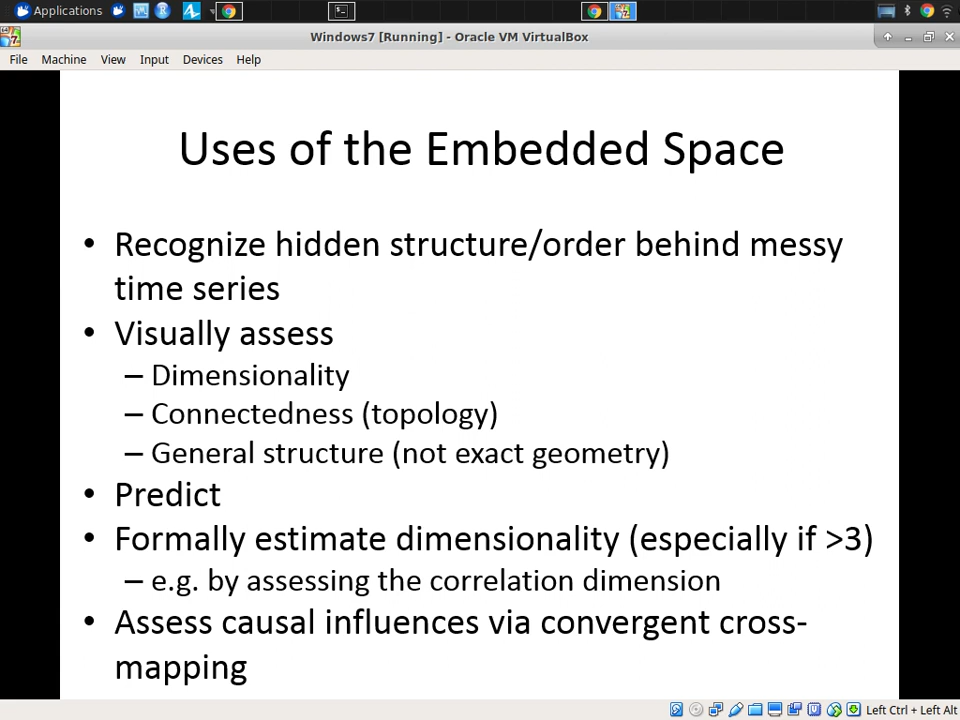 Applications
Windows7 [Running] - Oracle VM VirtualBox
File Machine View Input Devices Help
Uses of the Embedded Space
• Recognize hidden structure/order behind messy
time series
• Visually assess
– Dimensionality
– Connectedness (topology)
– General structure (not exact geometry)
• Predict
• Formally estimate dimensionality (especially if >3)
– e.g. by assessing the correlation dimension
• Assess causal influences via convergent cross-
mapping
Left Ctrl + Left Alt